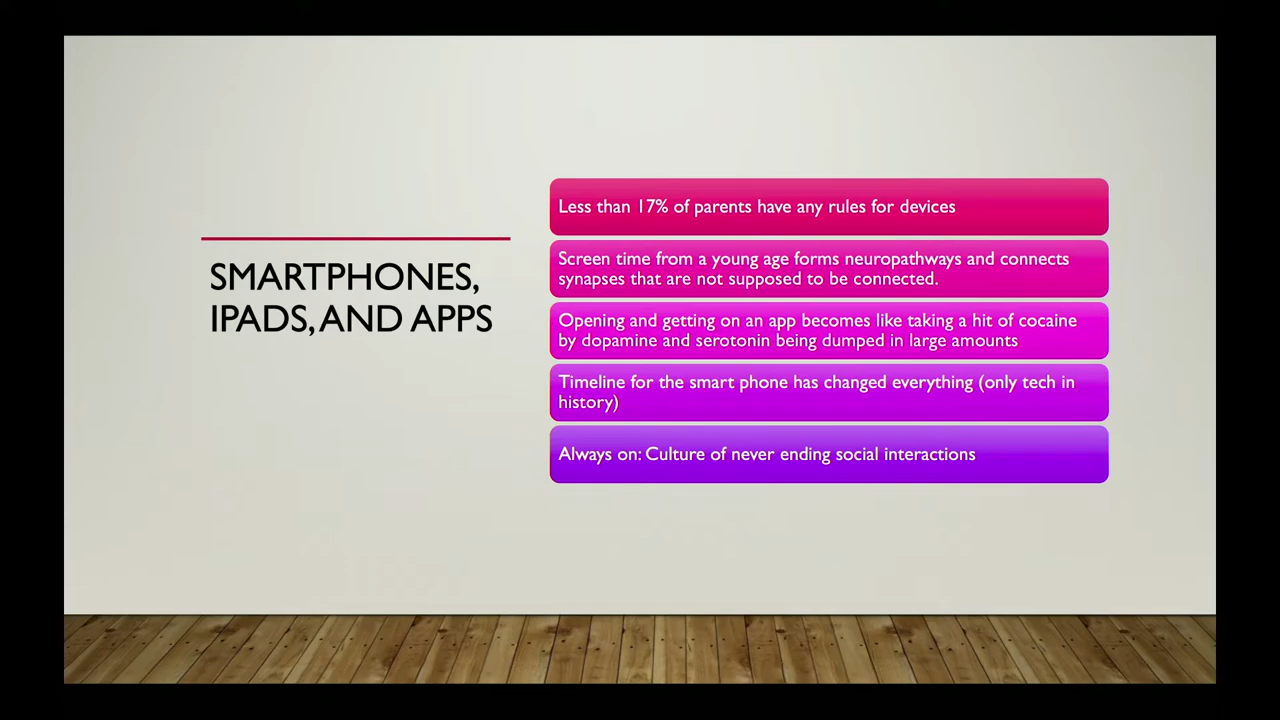 SMARTPHONES,
IPADS, AND APPS
Less than 17% of parents have any rules for devices
Screen time from a young age forms neuropathways and connects
synapses that are not supposed to be connected.
Opening and getting on an app becomes like taking a hit of cocaine
by dopamine and serotonin being dumped in large amounts
Timeline for the smart phone has changed everything (only tech in
history)
Always on: Culture of never ending social interactions